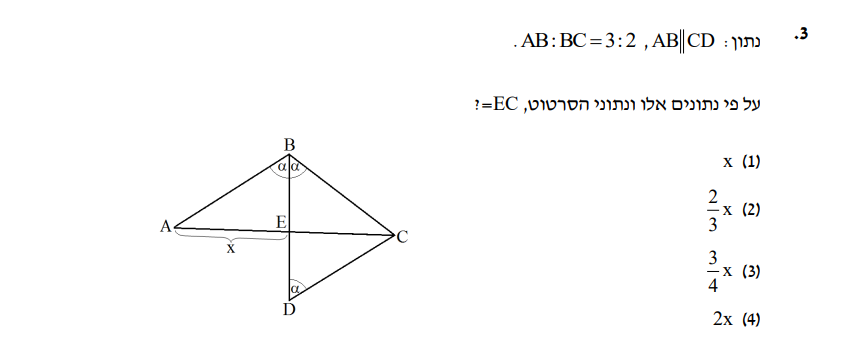 3. נתון: AB:BC=3:2 , AB||CD .
על פי נתונים אלו ונתוני הסרטוט, EC=?
(1) x
(2) 2/3 x
(3) 3/4 x
(4) 2x
B
α α
A
E
C
x
α
D